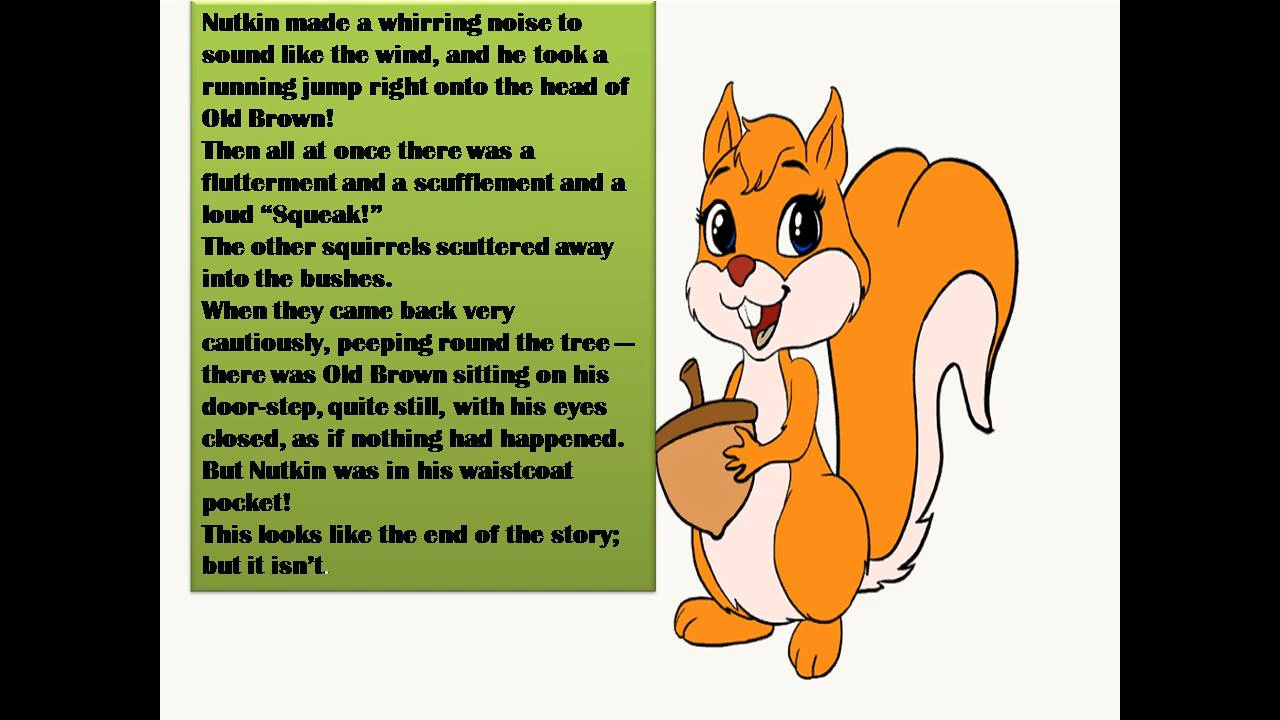 Nutkin made a whirring noise to
sound like the wind, and he took a
running jump right onto the head of
Old Brown!
Then all at once there was a
flutterment and a scufflement and a
loud “Squeak!”
The other squirrels scuttered away
into the bushes.
When they came back very
cautiously, peeping round the tree—
there was Old Brown sitting on his
door-step, quite still, with his eyes
closed, as if nothing had happened.
But Nutkin was in his waistcoat
pocket!
This looks like the end of the story;
but it isn’t.